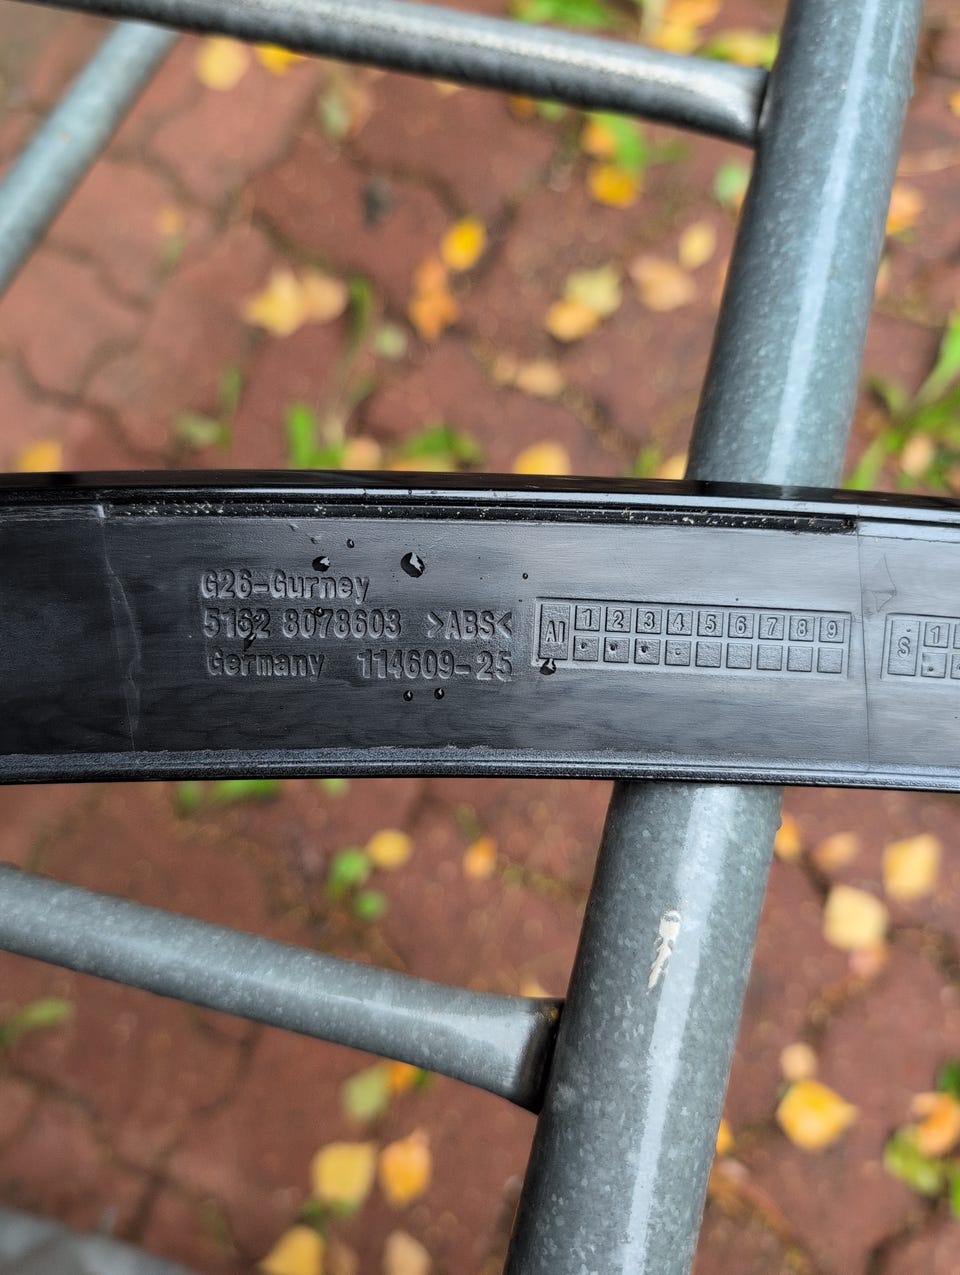 G26-Gurney
5162 8078603 >ABS<
Germany 114609-25
AI 1 2 3 4 5 6 7 8 9
S 1